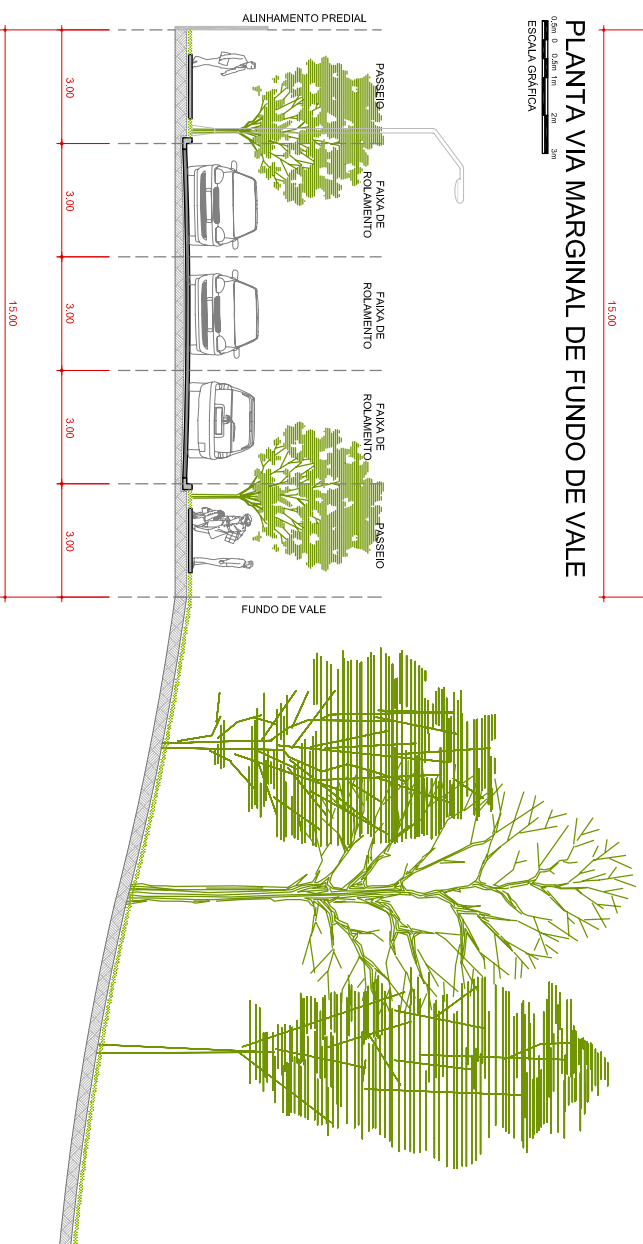 PLANTA VIA MARGINAL DE FUNDO DE VALE
0.5m 0 0.5m 1m 2m 3m
ESCALA GRÁFICA
15.00
ALINHAMENTO PREDIAL
PASSEIO
FAIXA DE
ROLAMENTO
FAIXA DE
ROLAMENTO
FAIXA DE
ROLAMENTO
PASSEIO
FUNDO DE VALE
3.00
3.00
3.00
3.00
3.00
15.00